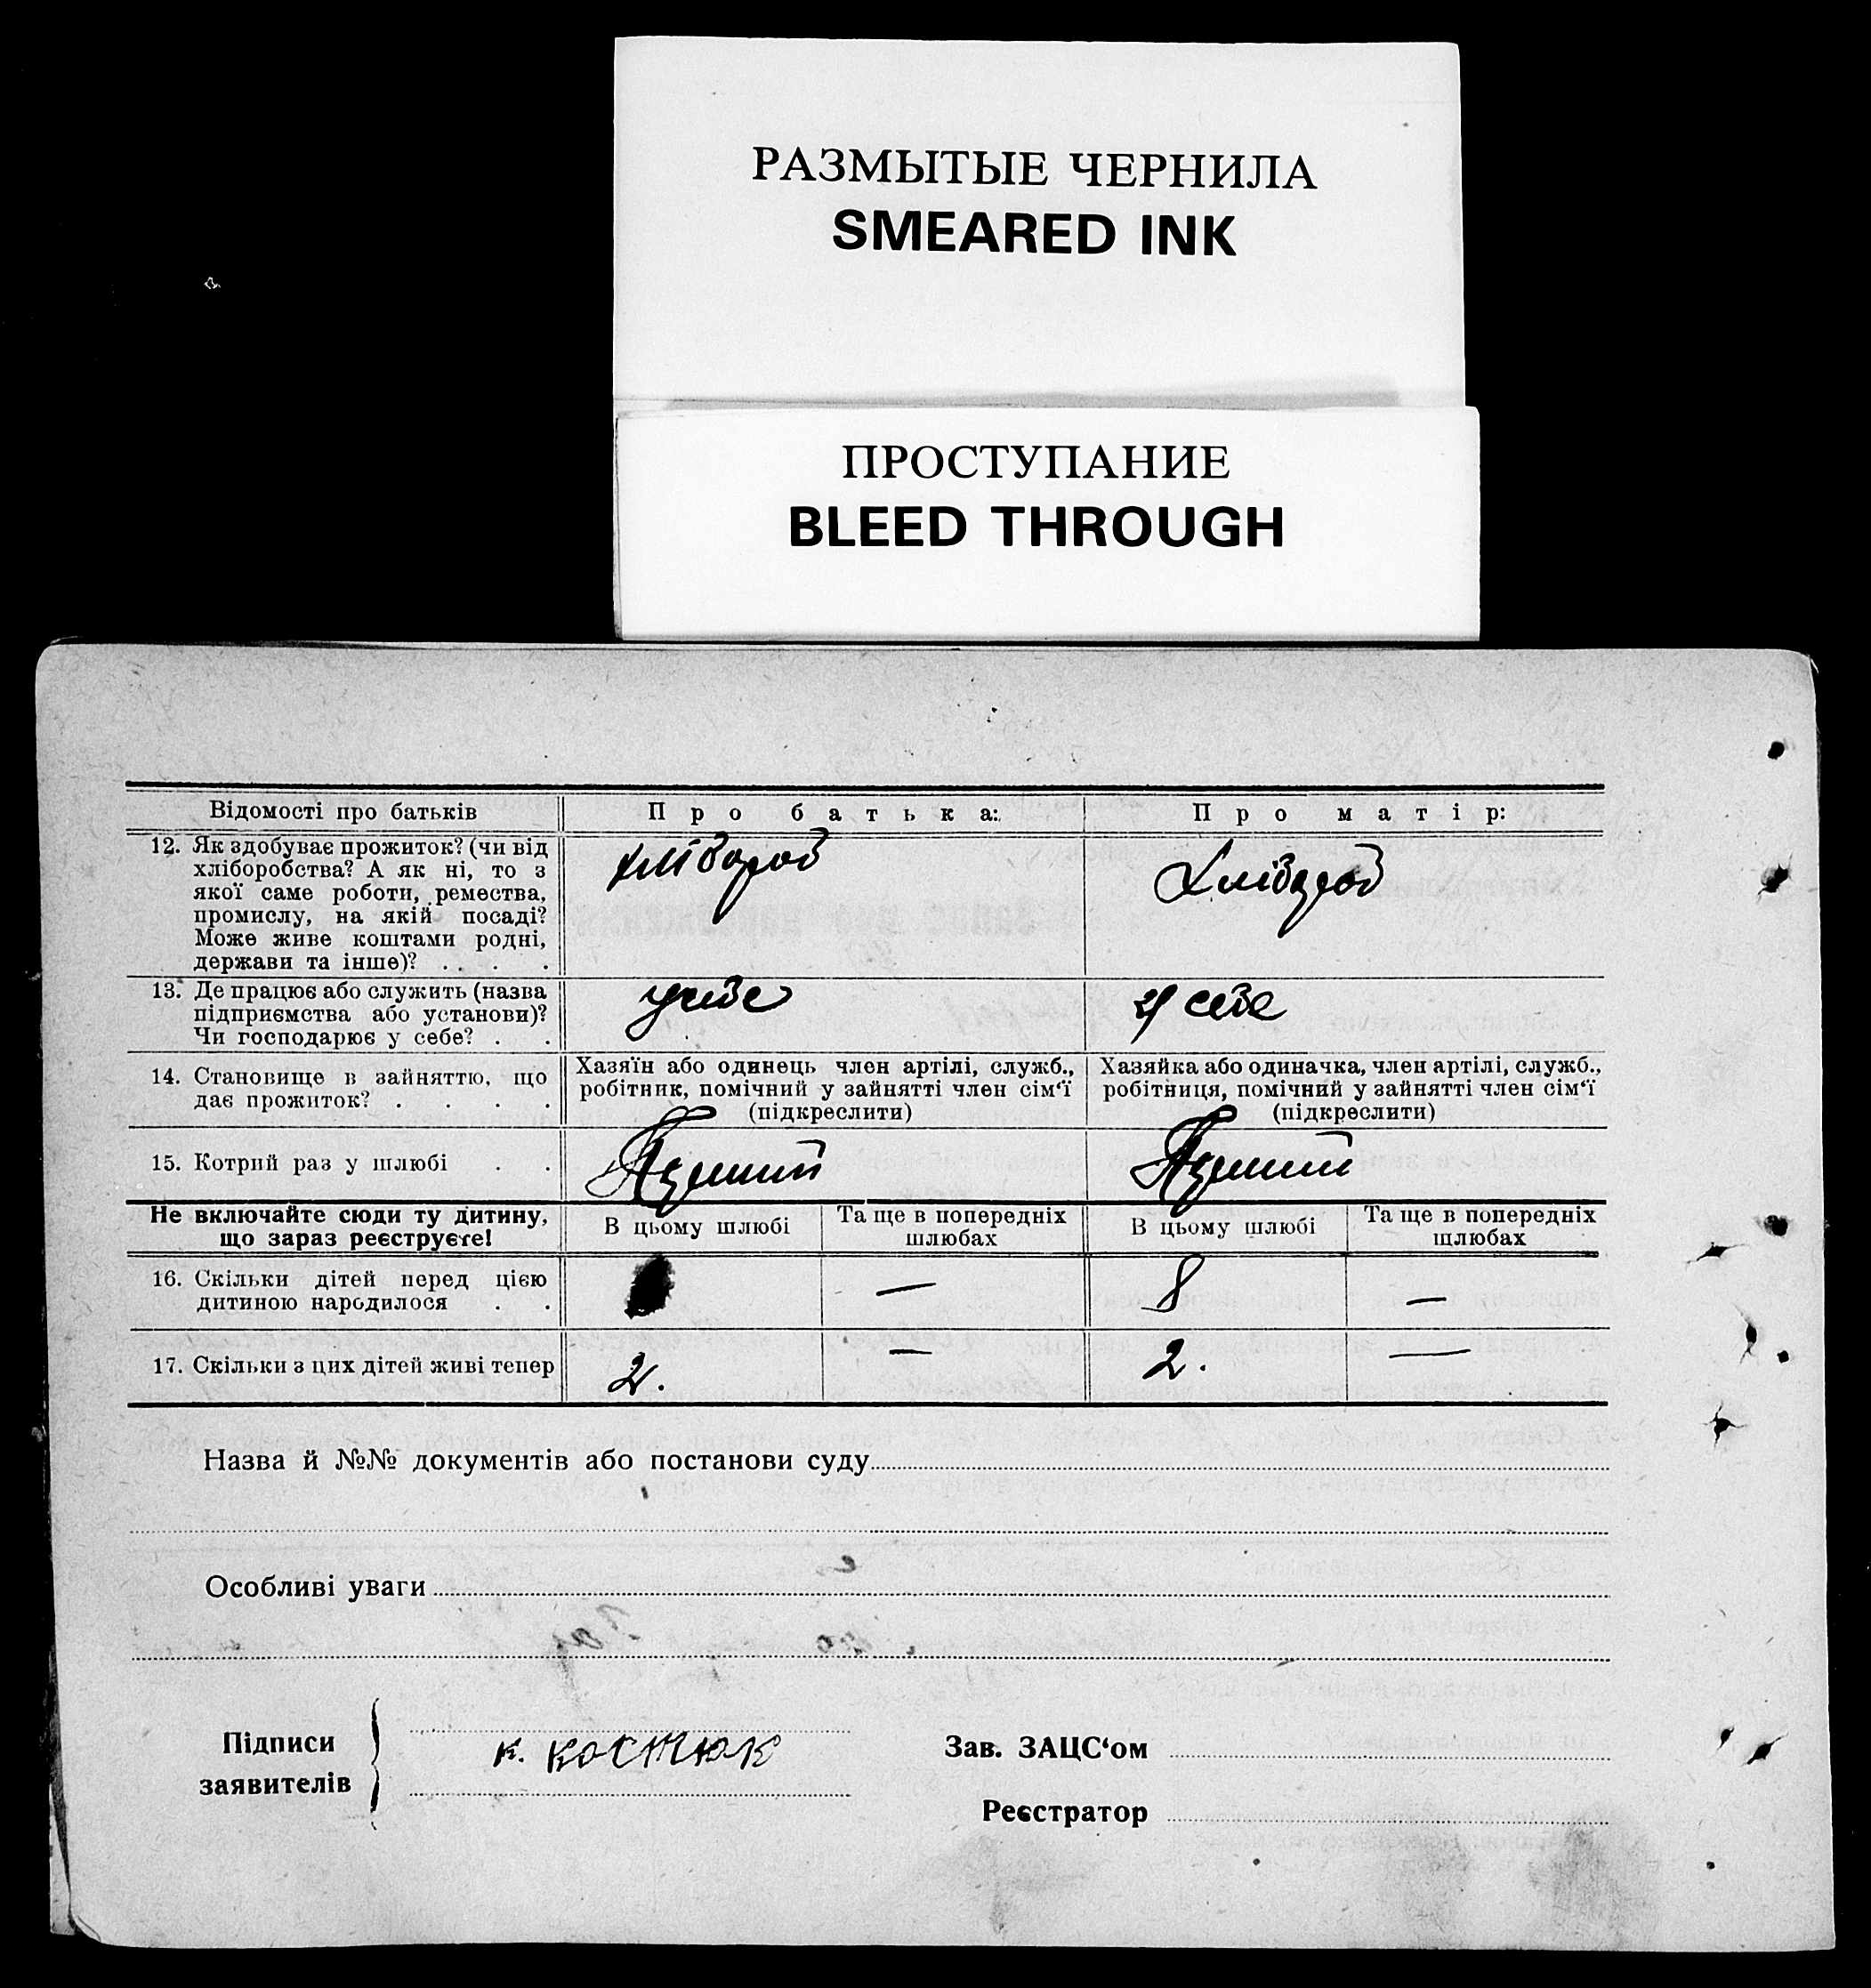 РАЗМЫТЫЕ ЧЕРНИЛА
SMEARED INK
ПРОСТУПАНИЕ
BLEED THROUGH
Відомості про батьків
Про батька:
Про матір:
12. Як здобуває прожиток? (чи від
хліборобства? А як ні, то з
якої саме роботи, ремества,
промислу, на якій посаді?
Може живе коштами родні,
держави та інше)? . . . .
хлібороб
Хлібороб
13. Де працює або служить (назва
підприємства або установи)?
Чи господарює у себе? . .
у себе
у себе
14. Становище в зайняттю, що
дає прожиток? . . . .
Хазяїн або одинець член артілі, служб.,
робітник, помічний у зайнятті член сім‘ї
(підкреслити)
Хазяйка або одиначка, член артілі, служб.,
робітниця, помічний у зайнятті член сім‘ї
(підкреслити)
15. Котрий раз у шлюбі . .
Не включайте сюди ту дитину,
що зараз реєструєте!
В цьому шлюбі
Та ще в попередніх
шлюбах
В цьому шлюбі
Та ще в попередніх
шлюбах
16. Скільки дітей перед цією
дитиною народилося . .
—
8
—
17. Скільки з цих дітей живі тепер
2.
—
2.
—
Назва й №№ документів або постанови суду
Особливі уваги
Підписи
заявителів
к. костюк
Зав. ЗАЦС‘ом
Реєстратор